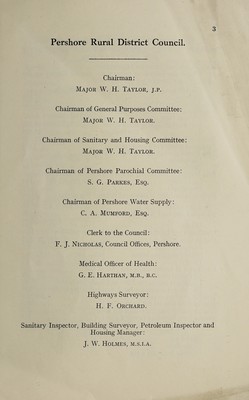 3
Pershore Rural District Council.
Chairman:
Major W. H. Taylor, J.P.
Chairman of General Purposes Committee:
Major W. H. Taylor.
Chairman of Sanitary and Housing Committee:
Major W. H. Taylor.
Chairman of Pershore Parochial Committee:
S. G. Parkes, Esq.
Chairman of Pershore Water Supply:
C. A. Mumford, Esq.
Clerk to the Council:
F. J. Nicholas, Council Offices, Pershore.
Medical Officer of Health:
G. E. Harthan, M.B., B.C.
Highways Surveyor:
H. F. Orchard.
Sanitary Inspector, Building Surveyor, Petroleum Inspector and
Housing Manager:
J. W. Holmes, M.S.I.A.